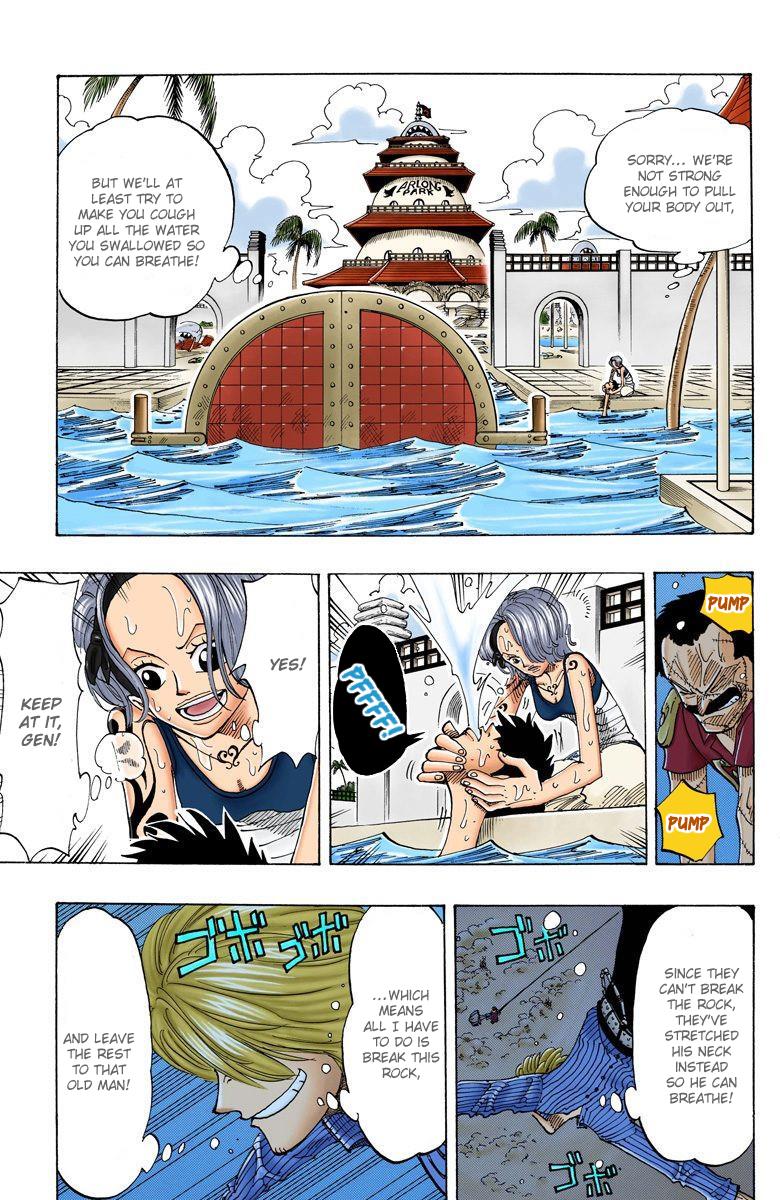 SORRY... WE'RE
NOT STRONG
ENOUGH TO PULL
YOUR BODY OUT,
BUT WE'LL AT
LEAST TRY TO
MAKE YOU COUGH
UP ALL THE WATER
YOU SWALLOWED SO
YOU CAN BREATHE!
ARLONG
PARK
PUMP
PUMP
PFFFFF!
YES!
KEEP
AT IT,
GEN!
ゴボ
SINCE THEY
CAN'T BREAK
THE ROCK,
THEY'VE
STRETCHED
HIS NECK
INSTEAD
SO HE CAN
BREATHE!
ゴボ
ゴボ
ゴボ
...WHICH
MEANS
ALL I HAVE
TO DO IS
BREAK THIS
ROCK,
AND LEAVE
THE REST
TO THAT
OLD MAN!